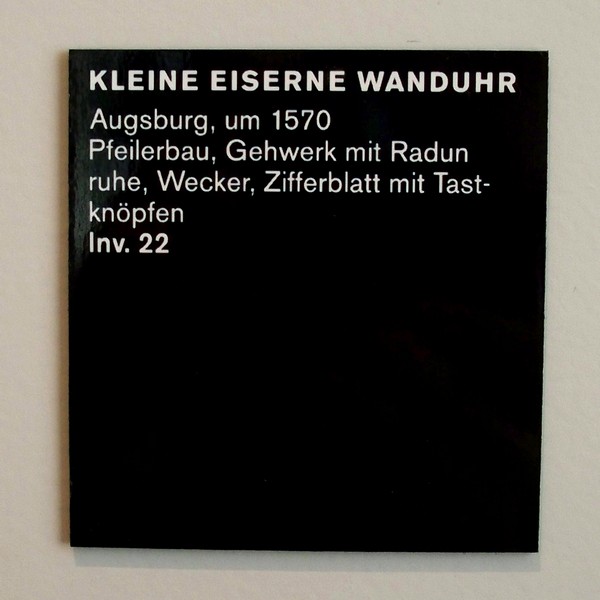 KLEINE EISERNE WANDUHR
Augsburg, um 1570
Pfeilerbau, Gehwerk mit Radun
ruhe, Wecker, Zifferblatt mit Tast-
knöpfen
Inv. 22